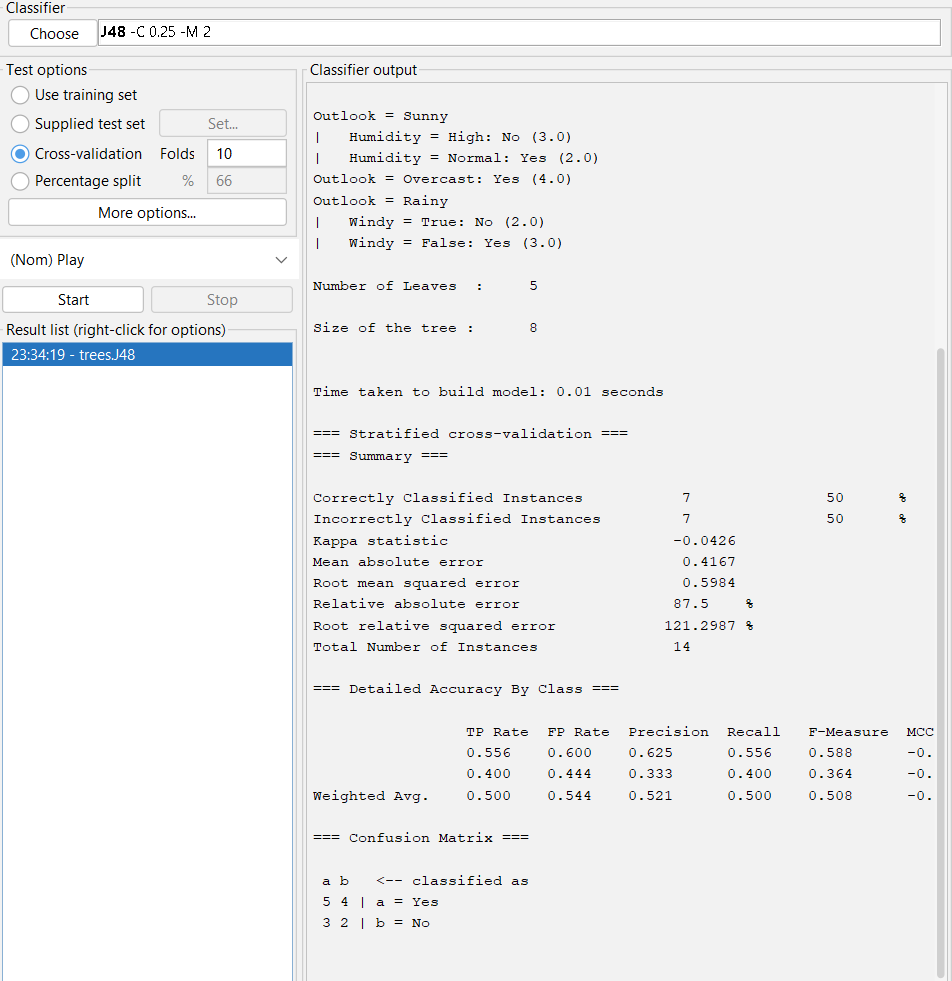 Classifier
Choose J48 -C 0.25 -M 2
Test options
Use training set
Supplied test set Set...
Cross-validation Folds 10
Percentage split % 66
More options...
(Nom) Play
Start Stop
Result list (right-click for options)
23:34:19 - trees.J48
Classifier output
Outlook = Sunny
|   Humidity = High: No (3.0)
|   Humidity = Normal: Yes (2.0)
Outlook = Overcast: Yes (4.0)
Outlook = Rainy
|   Windy = True: No (2.0)
|   Windy = False: Yes (3.0)
Number of Leaves  :     5
Size of the tree :      8
Time taken to build model: 0.01 seconds
=== Stratified cross-validation ===
=== Summary ===
Correctly Classified Instances           7               50      %
Incorrectly Classified Instances         7               50      %
Kappa statistic                         -0.0426
Mean absolute error                      0.4167
Root mean squared error                  0.5984
Relative absolute error                 87.5    %
Root relative squared error            121.2987 %
Total Number of Instances               14
=== Detailed Accuracy By Class ===
TP Rate  FP Rate  Precision  Recall   F-Measure  MCC
0.556    0.600    0.625      0.556    0.588      -0.
0.400    0.444    0.333      0.400    0.364      -0.
Weighted Avg.    0.500    0.544    0.521      0.500    0.508      -0.
=== Confusion Matrix ===
a b   <-- classified as
5 4 | a = Yes
3 2 | b = No